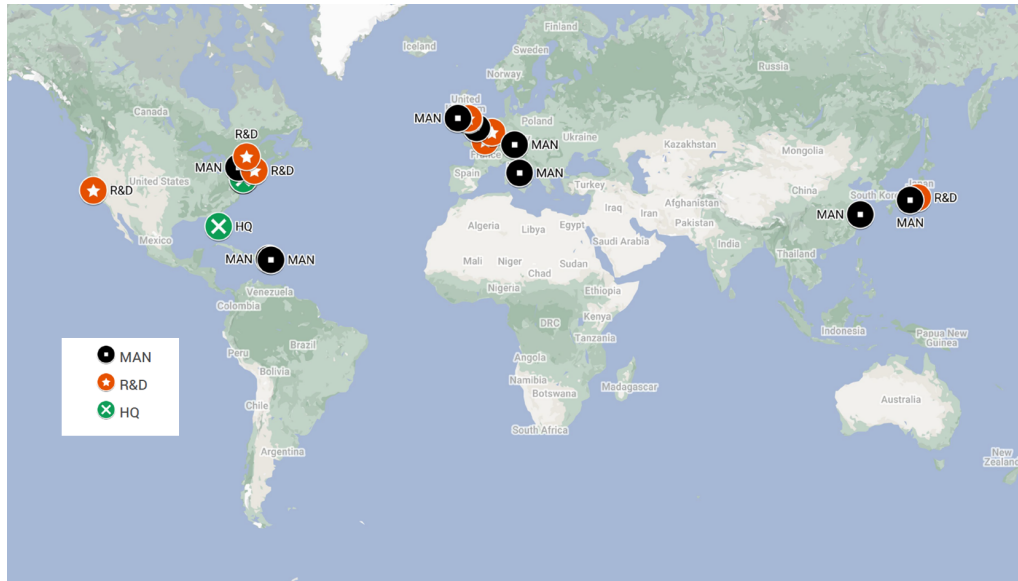 Iceland
Finland
Sweden
Norway
Russia
Canada
United
MAN
Poland
Ukraine
MAN
France
Kazakhstan
Mongolia
R&D
MAN
R&D
United States
R&D
Spain
MAN
Turkey
China
South Kore
Japan
R&D
MAN
MAN
HQ
Mexico
Algeria
Libya
Egypt
Iraq
Iran
Afghanistan
Pakistan
Saudi Arabia
India
Thailand
MAN
MAN
Mali
Niger
Chad
Sudan
Nigeria
Ethiopia
Venezuela
Colombia
Kenya
DRC
Tanzania
Indonesia
Papua New
Guinea
Peru
Brazil
Bolivia
Angola
Namibia
Botswana
Madagascar
Australia
Chile
South Africa
Argentina
New
Zealand
MAN
R&D
HQ